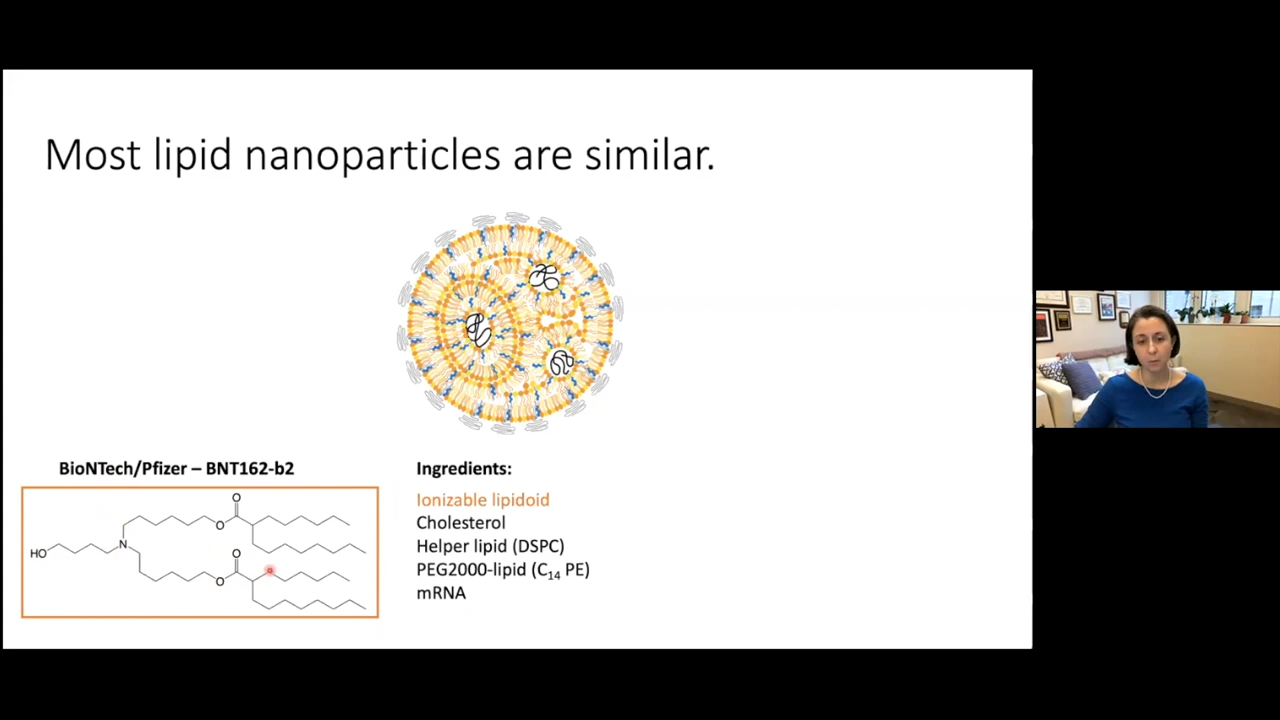 Most lipid nanoparticles are similar.
BioNTech/Pfizer – BNT162-b2
HO
N
O
O
O
O
Ingredients:
Ionizable lipidoid
Cholesterol
Helper lipid (DSPC)
PEG2000-lipid (C₁₄ PE)
mRNA